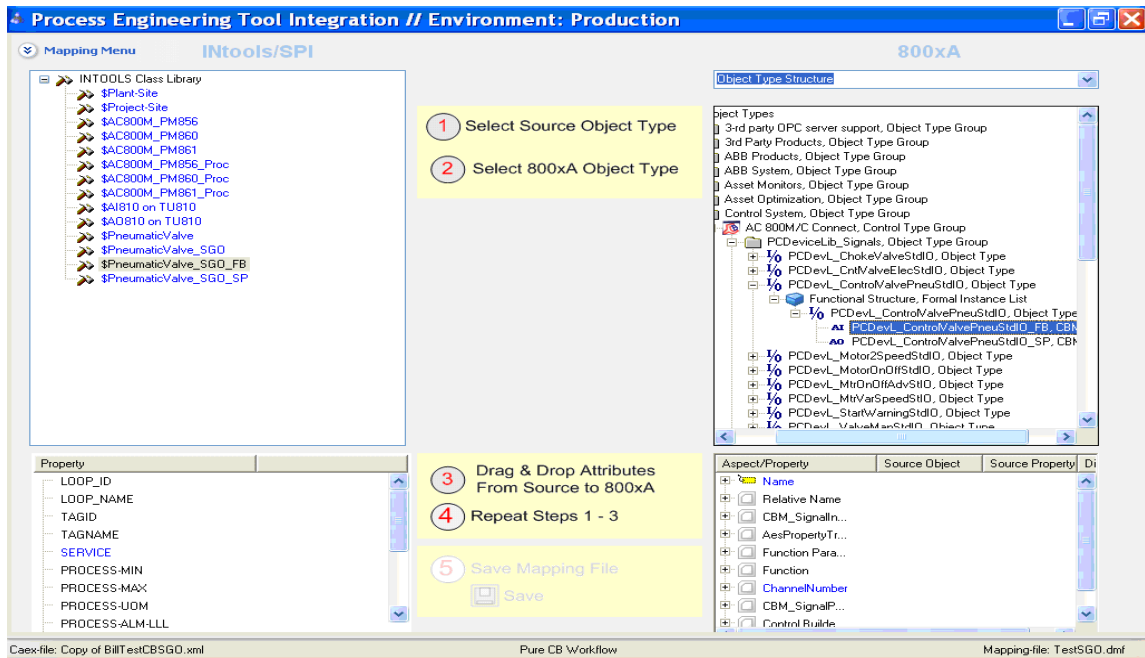 Process Engineering Tool Integration // Environment: Production
Mapping Menu
INtools/SPI
800xA
INTOOLS Class Library
$Plant-Site
$Project-Site
$AC800M_PM856
$AC800M_PM860
$AC800M_PM861
$AC800M_PM856_Proc
$AC800M_PM860_Proc
$AC800M_PM861_Proc
$AI810 on TU810
$AO810 on TU810
$PneumaticValve
$PneumaticValve_SGO
$PneumaticValve_SGO_FB
$PneumaticValve_SGO_SP
1 Select Source Object Type
2 Select 800xA Object Type
Object Type Structure
bject Types
3-rd party OPC server support, Object Type Group
3rd Party Products, Object Type Group
ABB Products, Object Type Group
ABB System, Object Type Group
Asset Monitors, Object Type Group
Asset Optimization, Object Type Group
Control System, Object Type Group
AC 800M/C Connect, Control Type Group
PCDeviceLib_Signals, Object Type Group
I/O PCDevL_ChokeValveStdIO, Object Type
I/O PCDevL_CntlValveElecStdIO, Object Type
I/O PCDevL_ControlValvePneuStdIO, Object Type
Functional Structure, Formal Instance List
I/O PCDevL_ControlValvePneuStdIO, Object Type
AI PCDevL_ControlValvePneuStdIO_FB, CBM
AO PCDevL_ControlValvePneuStdIO_SP, CBM
I/O PCDevL_Motor2SpeedStdIO, Object Type
I/O PCDevL_MotorOnOffStdIO, Object Type
I/O PCDevL_MtrOnOffAdvStIO, Object Type
I/O PCDevL_MtrVarSpeedStIO, Object Type
I/O PCDevL_StartWarningStdIO, Object Type
I/O PCDevL_ValveManStdIO, Object Type
Property
LOOP_ID
LOOP_NAME
TAGID
TAGNAME
SERVICE
PROCESS-MIN
PROCESS-MAX
PROCESS-UOM
PROCESS-ALM-LLL
3 Drag & Drop Attributes
From Source to 800xA
4 Repeat Steps 1 - 3
5 Save Mapping File
Save
Aspect/Property Source Object Source Property Di
Name
Relative Name
CBM_SignalIn...
AesPropertyTr...
Function Para...
Function
ChannelNumber
CBM_SignalP...
Control Builde
Caex-file: Copy of BillTestCBSGO.xml
Pure CB Workflow
Mapping-file: TestSGO.dmf